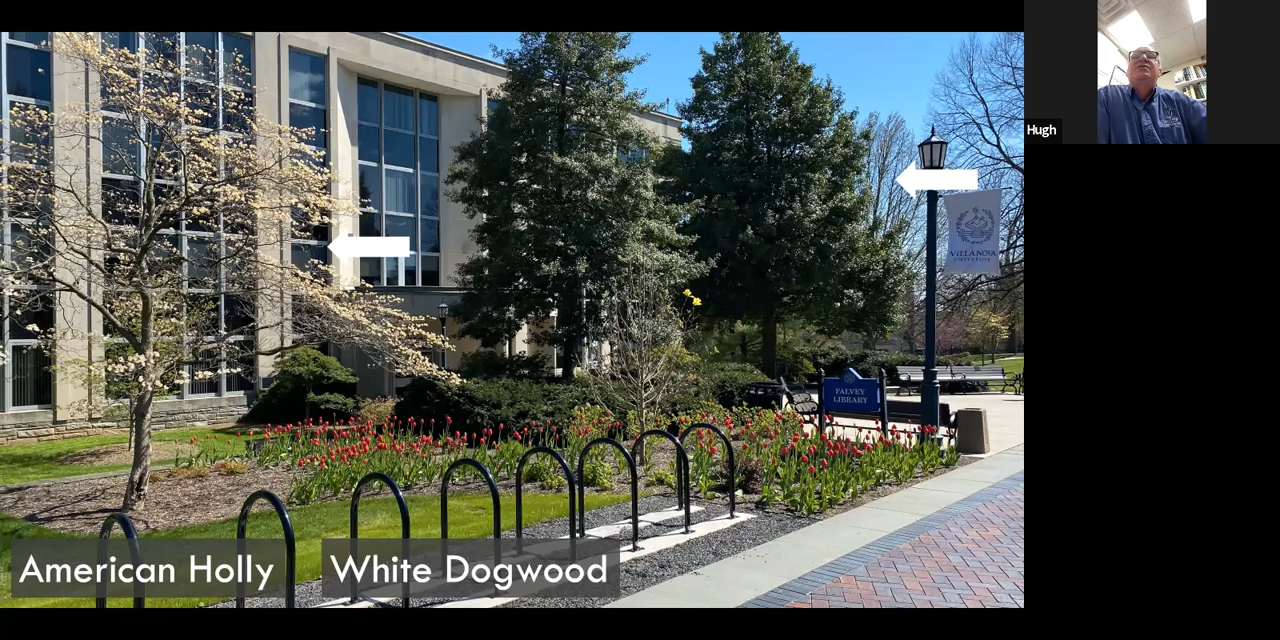 Hugh
VILLANOVA
UNIVERSITY
FALVEY
LIBRARY
American Holly
White Dogwood